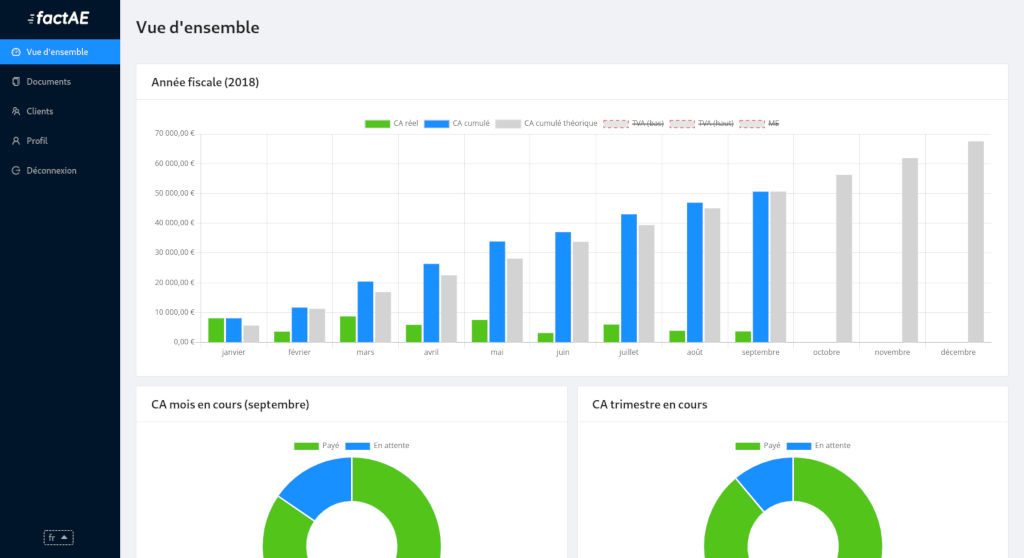 factAE
Vue d'ensemble
Documents
Clients
Profil
Déconnexion
fr
Vue d'ensemble
Année fiscale (2018)
CA réel CA cumulé CA cumulé théorique TVA (bas) TVA (haut) ME
70 000,00 €
60 000,00 €
50 000,00 €
40 000,00 €
30 000,00 €
20 000,00 €
10 000,00 €
0,00 €
janvier février mars avril mai juin juillet août septembre octobre novembre décembre
CA mois en cours (septembre)
Payé En attente
CA trimestre en cours
Payé En attente